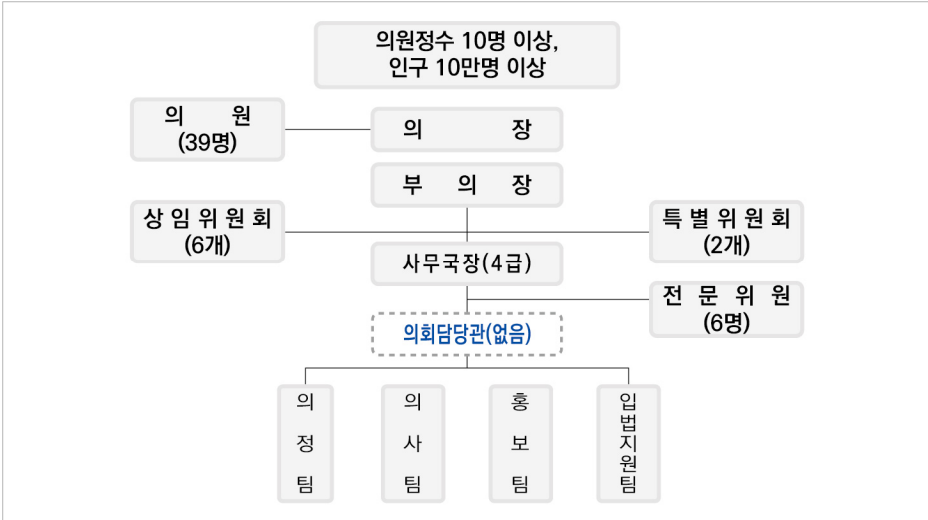 의원정수 10명 이상,
인구 10만명 이상
의 원
(39명)
의 장
부 의 장
상 임 위 원 회
(6개)
특 별 위 원 회
(2개)
사무국장(4급)
전 문 위 원
(6명)
의회담당관(없음)
의정팀
의사팀
홍보팀
입법지원팀